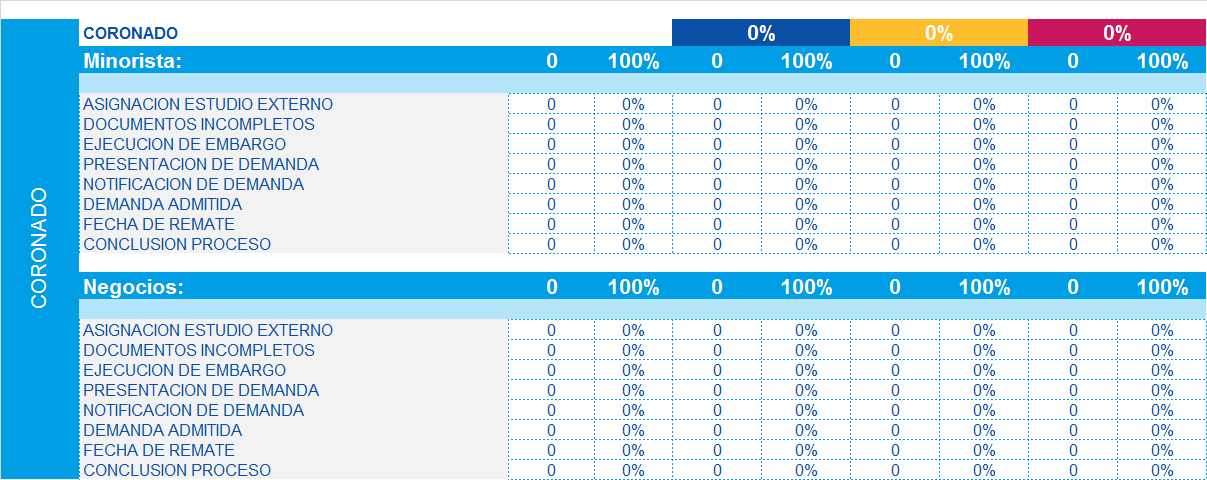 CORONADO
CORONADO 0% 0% 0%
Minorista: 0 100% 0 100% 0 100% 0 100%
ASIGNACION ESTUDIO EXTERNO 0 0% 0 0% 0 0% 0 0%
DOCUMENTOS INCOMPLETOS 0 0% 0 0% 0 0% 0 0%
EJECUCION DE EMBARGO 0 0% 0 0% 0 0% 0 0%
PRESENTACION DE DEMANDA 0 0% 0 0% 0 0% 0 0%
NOTIFICACION DE DEMANDA 0 0% 0 0% 0 0% 0 0%
DEMANDA ADMITIDA 0 0% 0 0% 0 0% 0 0%
FECHA DE REMATE 0 0% 0 0% 0 0% 0 0%
CONCLUSION PROCESO 0 0% 0 0% 0 0% 0 0%
Negocios: 0 100% 0 100% 0 100% 0 100%
ASIGNACION ESTUDIO EXTERNO 0 0% 0 0% 0 0% 0 0%
DOCUMENTOS INCOMPLETOS 0 0% 0 0% 0 0% 0 0%
EJECUCION DE EMBARGO 0 0% 0 0% 0 0% 0 0%
PRESENTACION DE DEMANDA 0 0% 0 0% 0 0% 0 0%
NOTIFICACION DE DEMANDA 0 0% 0 0% 0 0% 0 0%
DEMANDA ADMITIDA 0 0% 0 0% 0 0% 0 0%
FECHA DE REMATE 0 0% 0 0% 0 0% 0 0%
CONCLUSION PROCESO 0 0% 0 0% 0 0% 0 0%